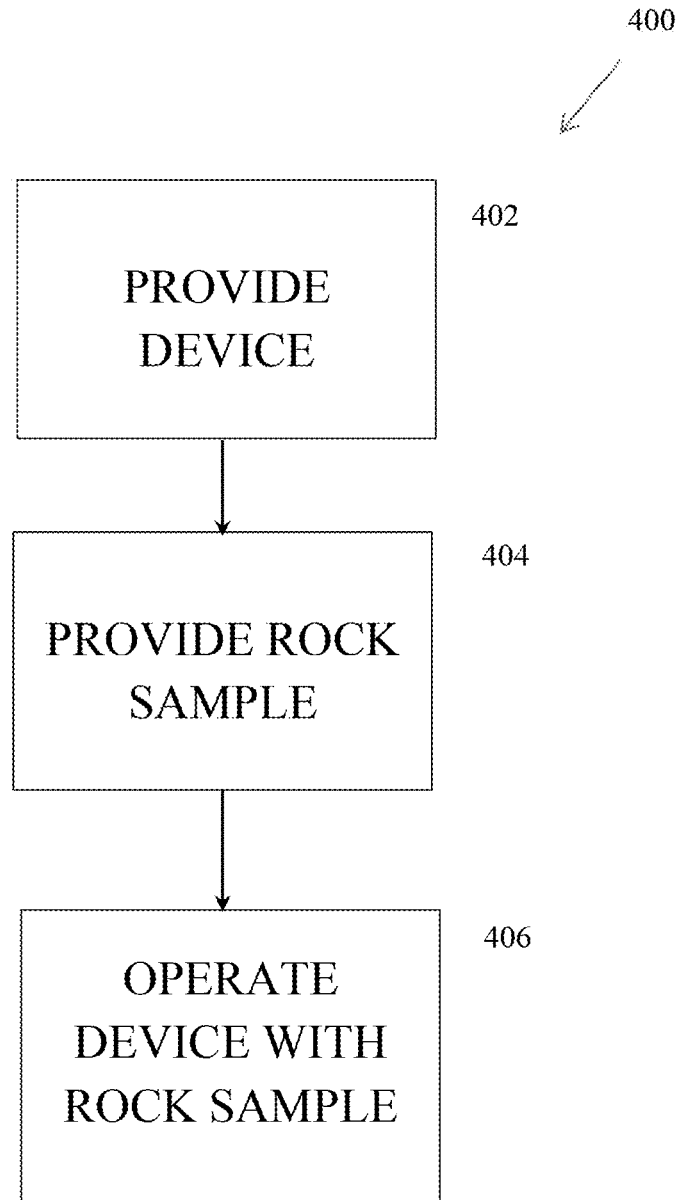 400
402
PROVIDE
DEVICE
404
PROVIDE ROCK
SAMPLE
406
OPERATE
DEVICE WITH
ROCK SAMPLE